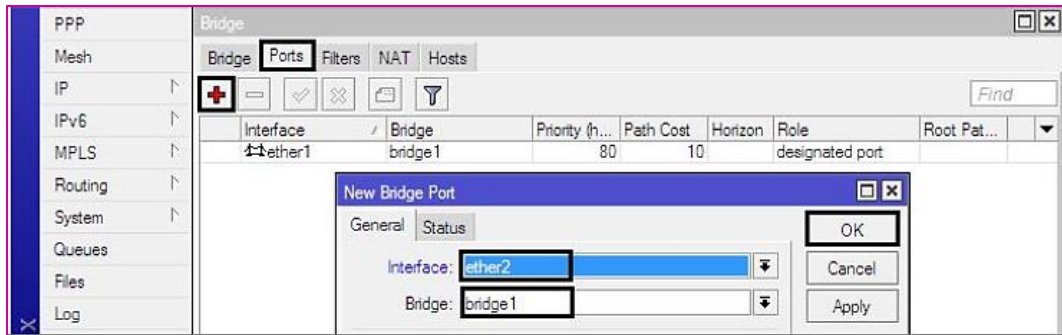 PPP
Mesh
IP
IPv6
MPLS
Routing
System
Queues
Files
Log
Bridge
Bridge Ports Filters NAT Hosts
Find
Interface Bridge Priority (h... Path Cost Horizon Role Root Pat...
ether1 bridge1 80 10 designated port
New Bridge Port
General Status
Interface: ether2
Bridge: bridge1
OK
Cancel
Apply